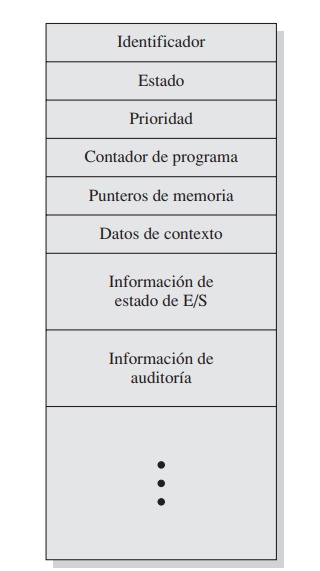 Identificador
Estado
Prioridad
Contador de programa
Punteros de memoria
Datos de contexto
Información de
estado de E/S
Información de
auditoría